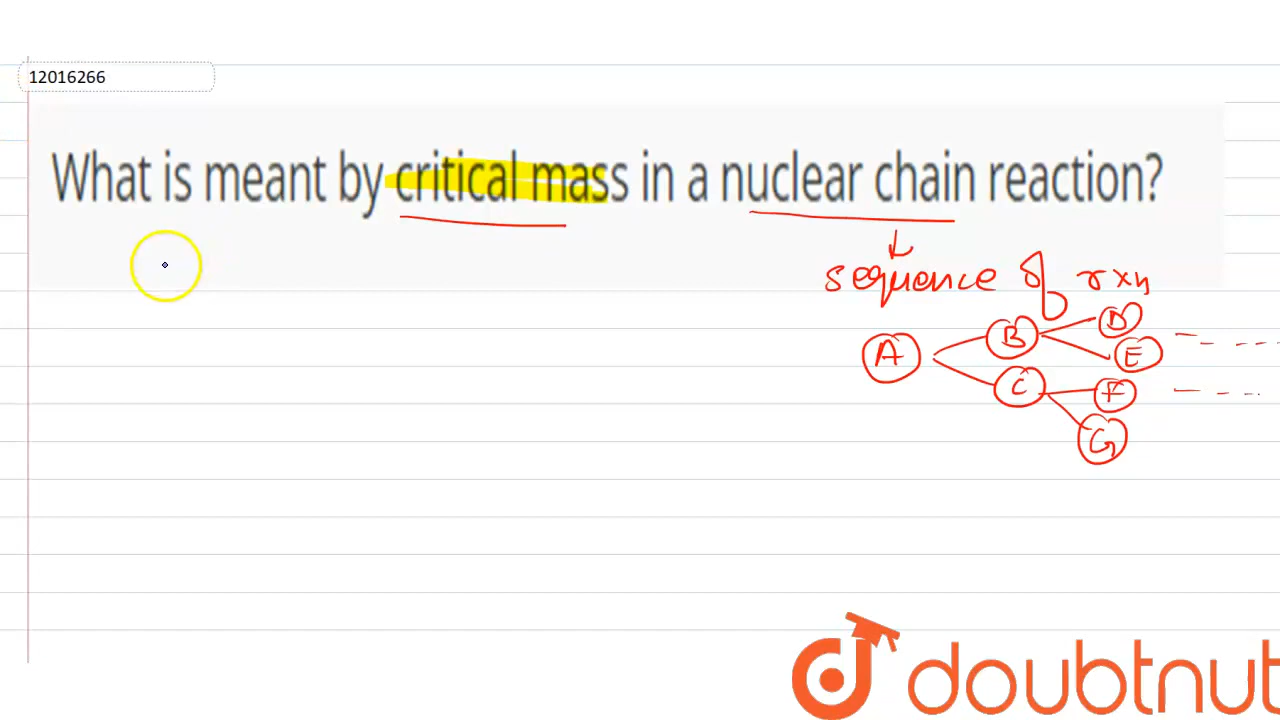 12016266
What is meant by critical mass in a nuclear chain reaction?
sequence of rxn
A B D
E
C F
G
doubtnut